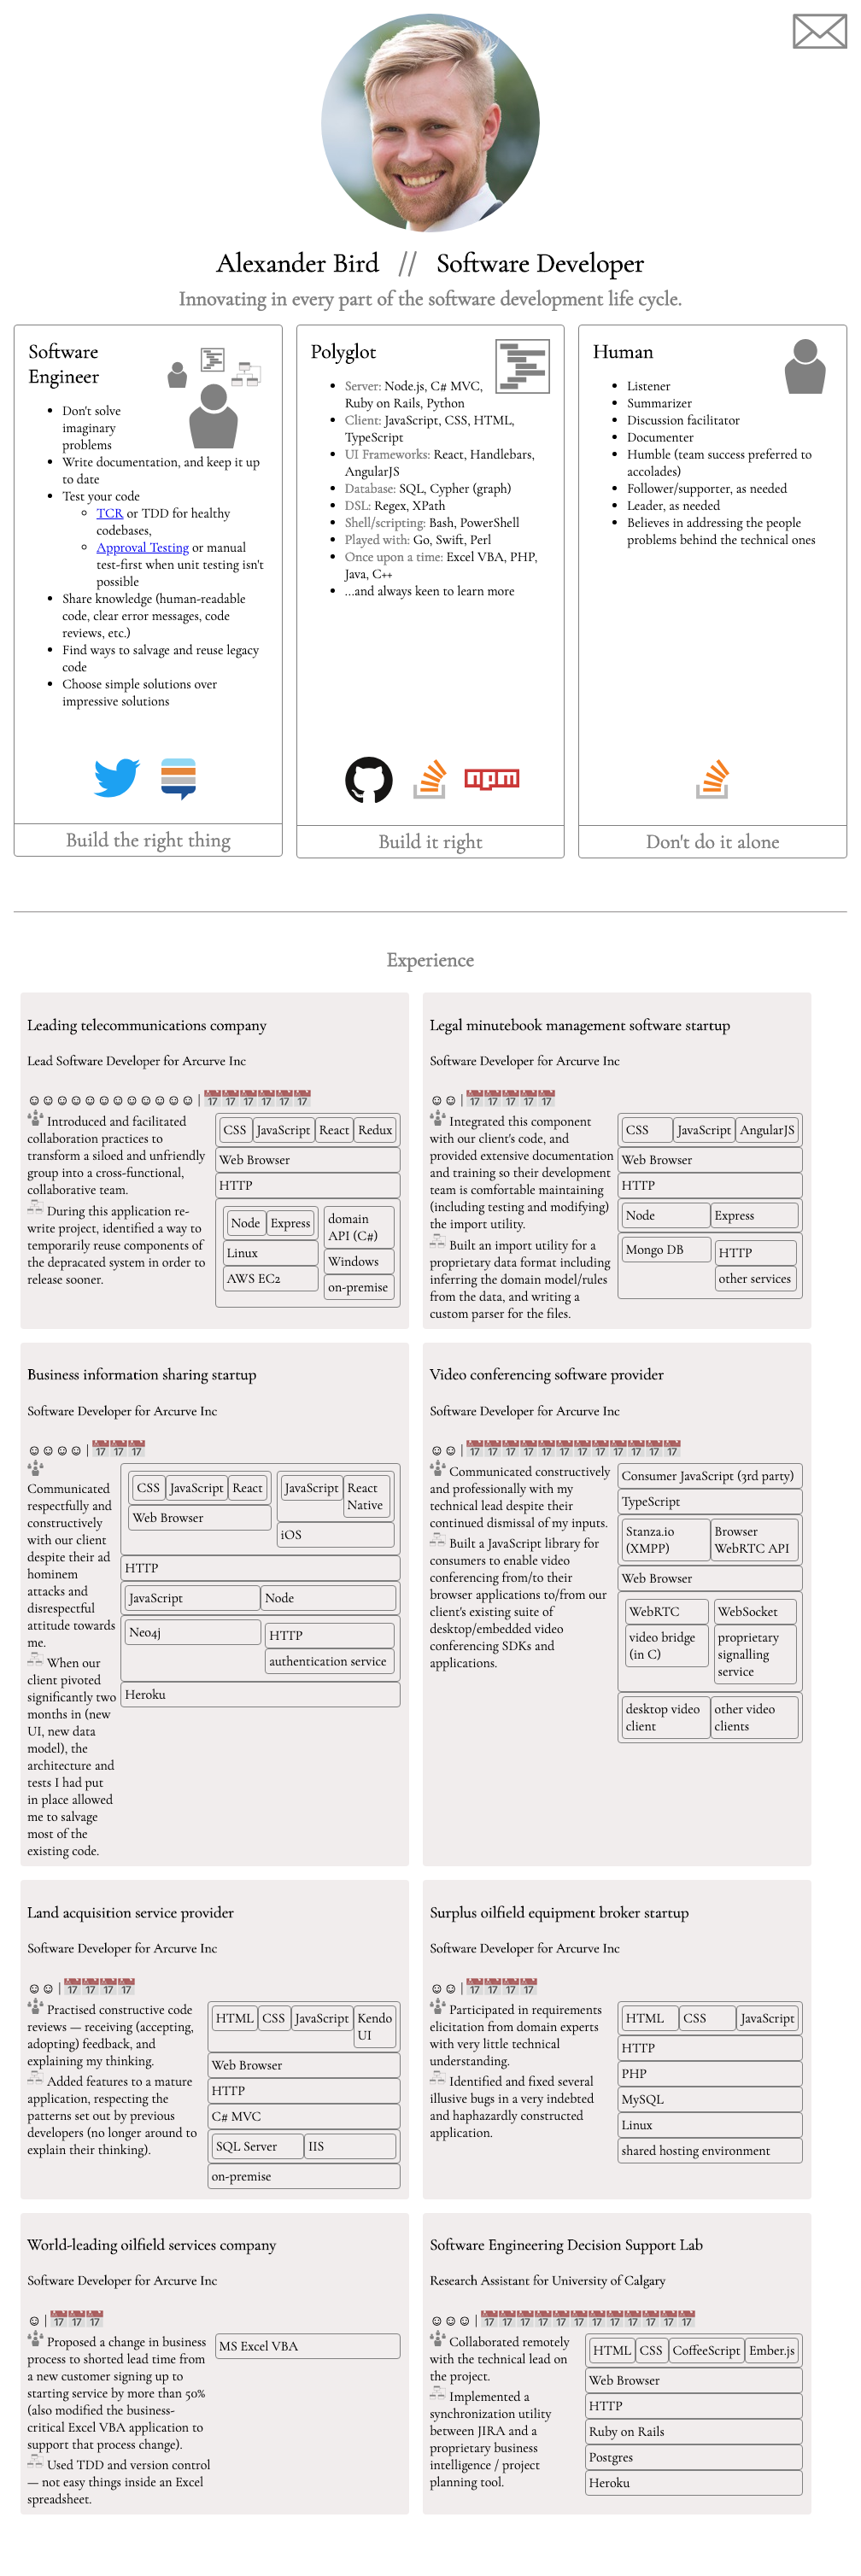 Alexander Bird // Software Developer
Innovating in every part of the software development life cycle.
Software
Engineer
Don't solve
imaginary
problems
Write documentation, and keep it up
to date
Test your code
TCR or TDD for healthy
codebases,
Approval Testing or manual
test-first when unit testing isn't
possible
Share knowledge (human-readable
code, clear error messages, code
reviews, etc.)
Find ways to salvage and reuse legacy
code
Choose simple solutions over
impressive solutions
Build the right thing
Polyglot
Server: Node.js, C# MVC,
Ruby on Rails, Python
Client: JavaScript, CSS, HTML,
TypeScript
UI Frameworks: React, Handlebars,
AngularJS
Database: SQL, Cypher (graph)
DSL: Regex, XPath
Shell/scripting: Bash, PowerShell
Played with: Go, Swift, Perl
Once upon a time: Excel VBA, PHP,
Java, C++
...and always keen to learn more
npm
Build it right
Human
Listener
Summarizer
Discussion facilitator
Documenter
Humble (team success preferred to
accolades)
Follower/supporter, as needed
Leader, as needed
Believes in addressing the people
problems behind the technical ones
Don't do it alone
Experience
Leading telecommunications company
Lead Software Developer for Arcurve Inc
☺☺☺☺☺☺☺☺☺☺☺☺ | 17 17 17 17 17 17
Introduced and facilitated
collaboration practices to
transform a siloed and unfriendly
group into a cross-functional,
collaborative team.
During this application re-
write project, identified a way to
temporarily reuse components of
the depracated system in order to
release sooner.
CSS JavaScript React Redux
Web Browser
HTTP
Node Express
Linux
AWS EC2
domain
API (C#)
Windows
on-premise
Legal minutebook management software startup
Software Developer for Arcurve Inc
☺☺ | 17 17 17 17 17
Integrated this component
with our client's code, and
provided extensive documentation
and training so their development
team is comfortable maintaining
(including testing and modifying)
the import utility.
Built an import utility for a
proprietary data format including
inferring the domain model/rules
from the data, and writing a
custom parser for the files.
CSS JavaScript AngularJS
Web Browser
HTTP
Node Express
Mongo DB
HTTP
other services
Business information sharing startup
Software Developer for Arcurve Inc
☺☺☺☺ | 17 17 17
Communicated
respectfully and
constructively
with our client
despite their ad
hominem
attacks and
disrespectful
attitude towards
me.
When our
client pivoted
significantly two
months in (new
UI, new data
model), the
architecture and
tests I had put
in place allowed
me to salvage
most of the
existing code.
CSS JavaScript React
Web Browser
JavaScript React
Native
iOS
HTTP
JavaScript Node
Neo4j
HTTP
authentication service
Heroku
Video conferencing software provider
Software Developer for Arcurve Inc
☺☺ | 17 17 17 17 17 17 17 17 17 17 17 17
Communicated constructively
and professionally with my
technical lead despite their
continued dismissal of my inputs.
Built a JavaScript library for
consumers to enable video
conferencing from/to their
browser applications to/from our
client's existing suite of
desktop/embedded video
conferencing SDKs and
applications.
Consumer JavaScript (3rd party)
TypeScript
Stanza.io
(XMPP)
Browser
WebRTC API
Web Browser
WebRTC
video bridge
(in C)
WebSocket
proprietary
signalling
service
desktop video
client
other video
clients
Land acquisition service provider
Software Developer for Arcurve Inc
☺☺ | 17 17 17 17
Practised constructive code
reviews — receiving (accepting,
adopting) feedback, and
explaining my thinking.
Added features to a mature
application, respecting the
patterns set out by previous
developers (no longer around to
explain their thinking).
HTML CSS JavaScript Kendo
UI
Web Browser
HTTP
C# MVC
SQL Server IIS
on-premise
Surplus oilfield equipment broker startup
Software Developer for Arcurve Inc
☺☺ | 17 17 17 17
Participated in requirements
elicitation from domain experts
with very little technical
understanding.
Identified and fixed several
illusive bugs in a very indebted
and haphazardly constructed
application.
HTML CSS JavaScript
HTTP
PHP
MySQL
Linux
shared hosting environment
World-leading oilfield services company
Software Developer for Arcurve Inc
☺ | 17 17 17
Proposed a change in business
process to shorted lead time from
a new customer signing up to
starting service by more than 50%
(also modified the business-
critical Excel VBA application to
support that process change).
Used TDD and version control
— not easy things inside an Excel
spreadsheet.
MS Excel VBA
Software Engineering Decision Support Lab
Research Assistant for University of Calgary
☺☺☺ | 17 17 17 17 17 17 17 17 17 17 17 17
Collaborated remotely
with the technical lead on
the project.
Implemented a
synchronization utility
between JIRA and a
proprietary business
intelligence / project
planning tool.
HTML CSS CoffeeScript Ember.js
Web Browser
HTTP
Ruby on Rails
Postgres
Heroku